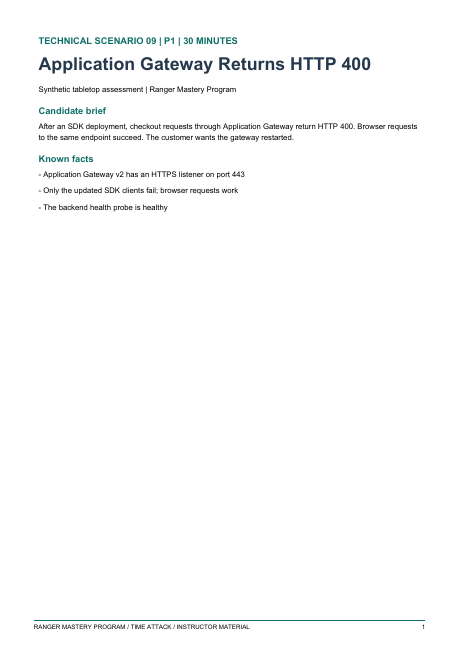 TECHNICAL SCENARIO 09 | P1 | 30 MINUTES
Application Gateway Returns HTTP 400
Synthetic tabletop assessment | Ranger Mastery Program
Candidate brief
After an SDK deployment, checkout requests through Application Gateway return HTTP 400. Browser requests
to the same endpoint succeed. The customer wants the gateway restarted.
Known facts
- Application Gateway v2 has an HTTPS listener on port 443
- Only the updated SDK clients fail; browser requests work
- The backend health probe is healthy
RANGER MASTERY PROGRAM / TIME ATTACK / INSTRUCTOR MATERIAL 1